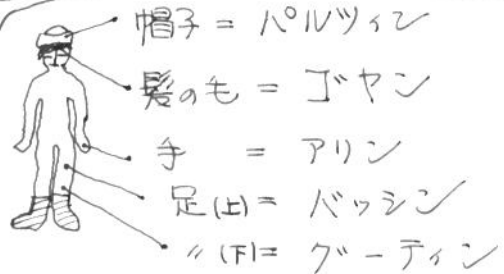 帽子 = パルツィン
髪のも = ゴヤン
手 = アリン
足(上) = バッシン
〃(下) = グーティン